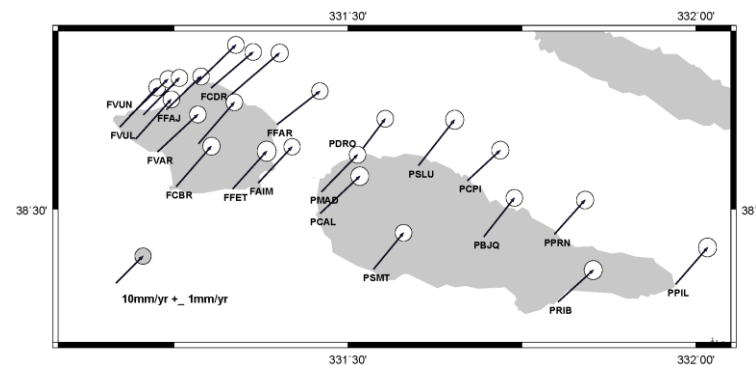 331˚30' 332˚00'
FVUN
FCDR
FFAJ
FVUL
FFAR
FVAR
PDRO
PSLU
PCPI
FCBR
FFET
FAIM
PMAD
38˚30' 38˚
PCAL
PBJQ
PPRN
PSMT
PPIL
10mm/yr +_ 1mm/yr
PRIB
331˚30' 332˚00'